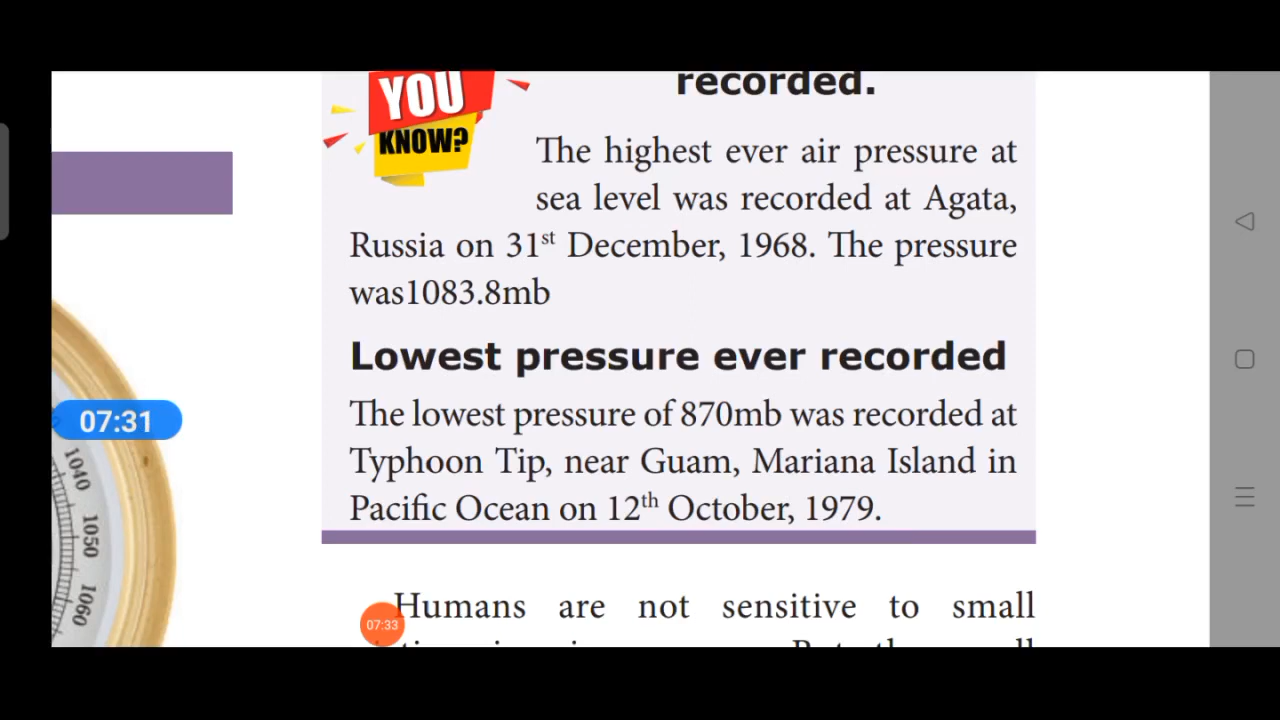 YOU
KNOW?
recorded.
The highest ever air pressure at
sea level was recorded at Agata,
Russia on 31st December, 1968. The pressure
was1083.8mb
Lowest pressure ever recorded
The lowest pressure of 870mb was recorded at
Typhoon Tip, near Guam, Mariana Island in
Pacific Ocean on 12th October, 1979.
07:31
1040
1050
1060
Humans are not sensitive to small
07:33